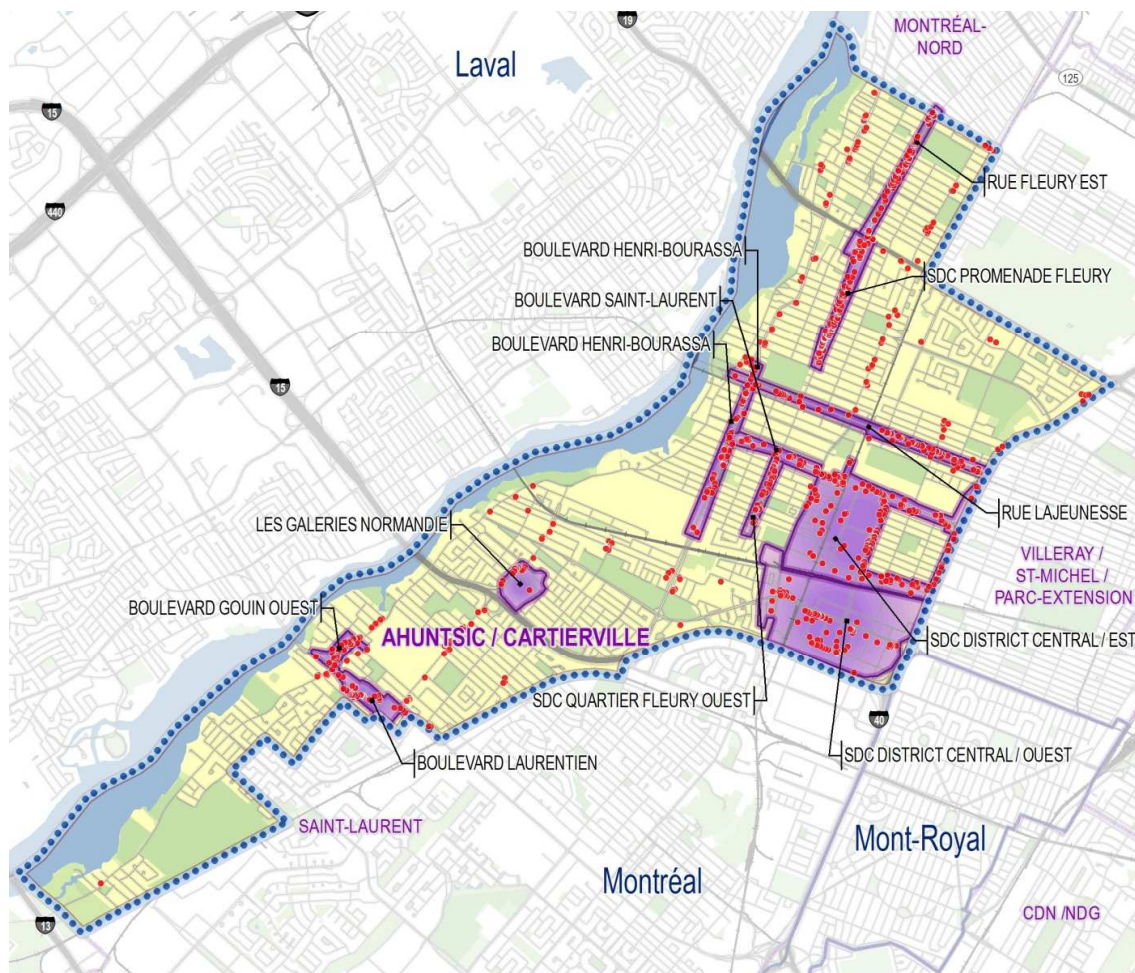 19
MONTRÉAL-
NORD
Laval
125
15
RUE FLEURY EST
440
BOULEVARD HENRI-BOURASSA
SDC PROMENADE FLEURY
BOULEVARD SAINT-LAURENT
BOULEVARD HENRI-BOURASSA
15
LES GALERIES NORMANDIE
RUE LAJEUNESSE
VILLERAY /
ST-MICHEL /
PARC-EXTENSION
BOULEVARD GOUIN OUEST
AHUNTSIC / CARTIERVILLE
SDC DISTRICT CENTRAL / EST
SDC QUARTIER FLEURY OUEST
40
SDC DISTRICT CENTRAL / OUEST
BOULEVARD LAURENTIEN
SAINT-LAURENT
Mont-Royal
Montréal
CDN /NDG
13